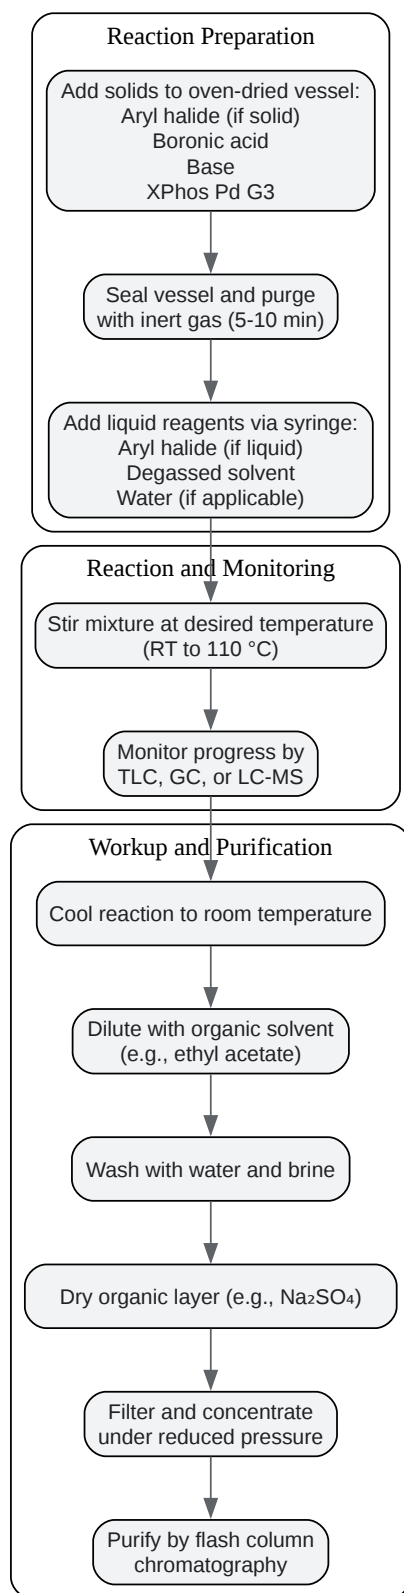 Reaction Preparation
Add solids to oven-dried vessel:
Aryl halide (if solid)
Boronic acid
Base
XPhos Pd G3
Seal vessel and purge
with inert gas (5-10 min)
Add liquid reagents via syringe:
Aryl halide (if liquid)
Degassed solvent
Water (if applicable)
Reaction and Monitoring
Stir mixture at desired temperature
(RT to 110 °C)
Monitor progress by
TLC, GC, or LC-MS
Workup and Purification
Cool reaction to room temperature
Dilute with organic solvent
(e.g., ethyl acetate)
Wash with water and brine
Dry organic layer (e.g., Na₂SO₄)
Filter and concentrate
under reduced pressure
Purify by flash column
chromatography